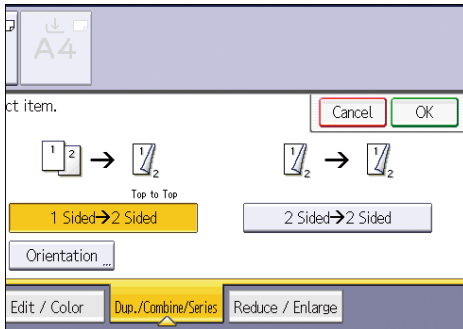 A4
ct item.
Cancel
OK
1 2 → 1 2
1 2 → 1 2
Top to Top
1 Sided→2 Sided
2 Sided→2 Sided
Orientation ...
Edit / Color
Dup./Combine/Series
Reduce / Enlarge